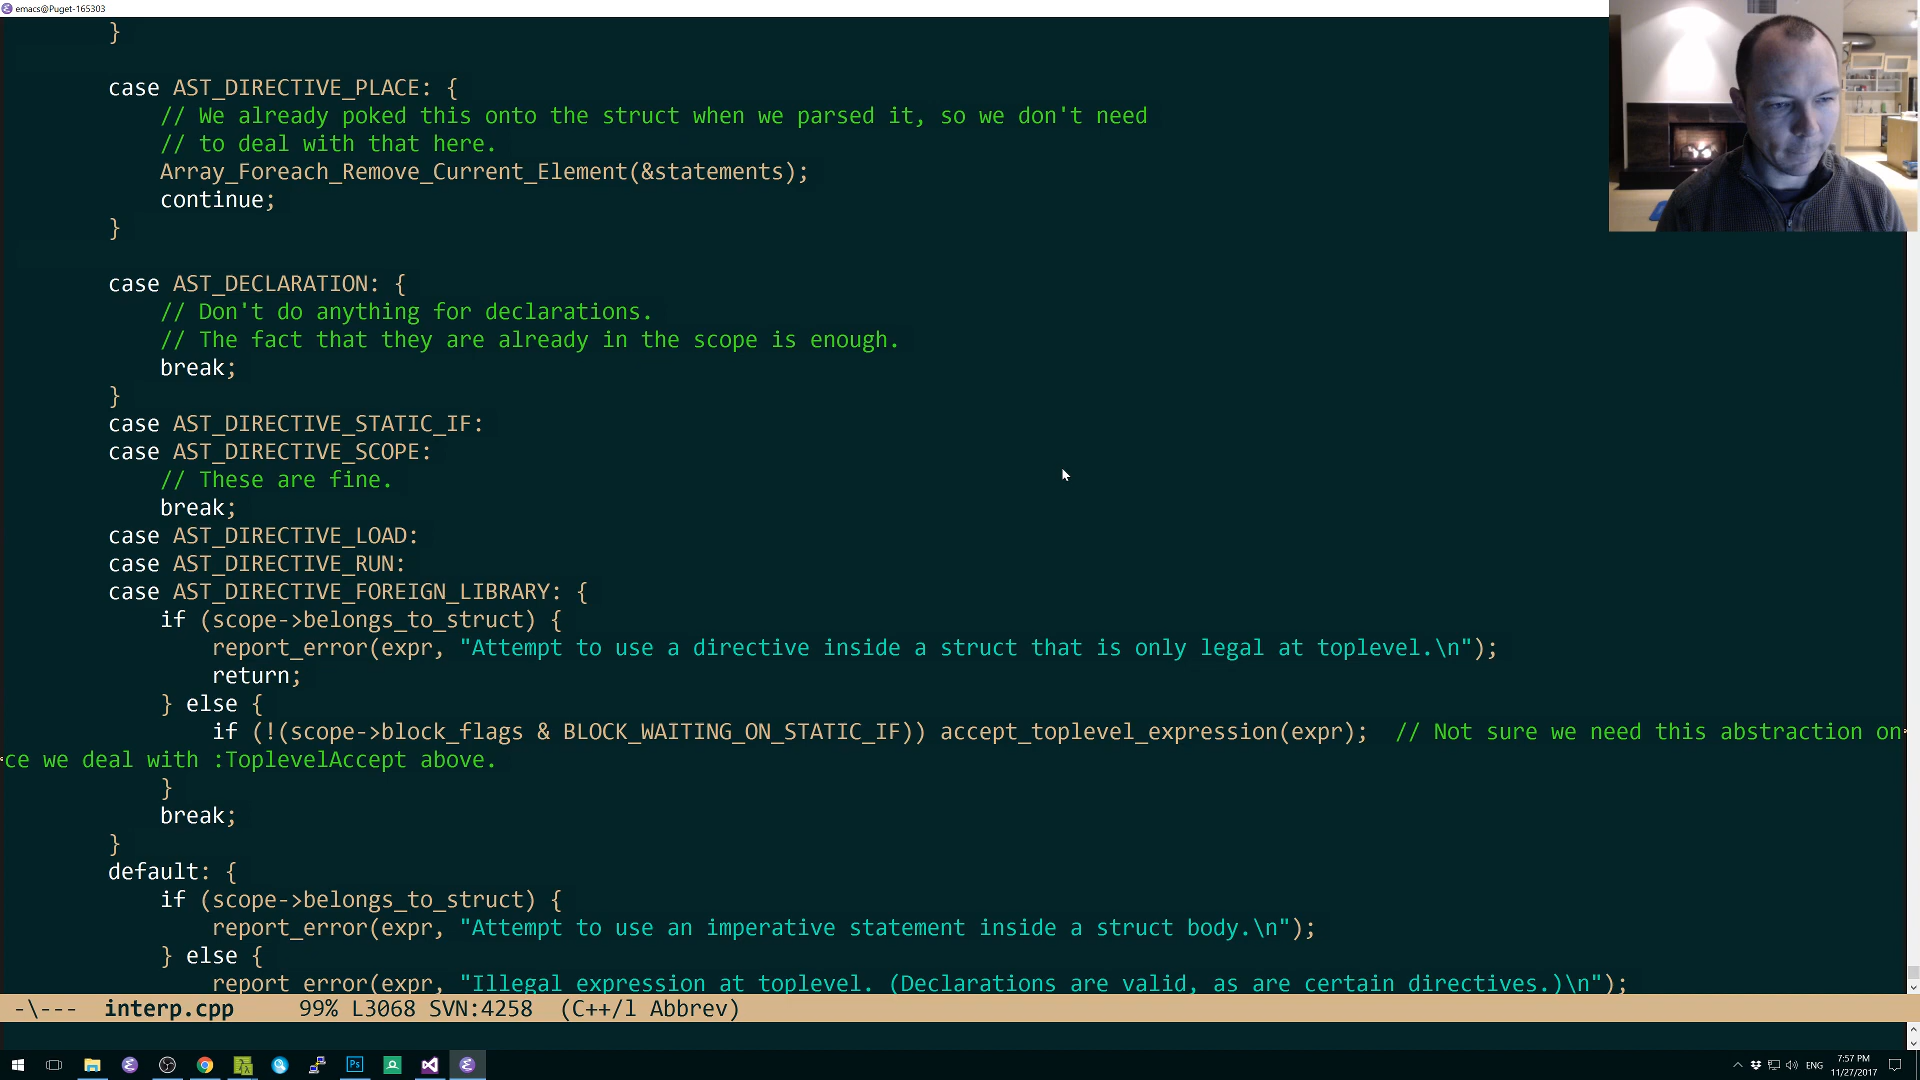 emacs@Puget-165303
}
case AST_DIRECTIVE_PLACE: {
// We already poked this onto the struct when we parsed it, so we don't need
// to deal with that here.
Array_Foreach_Remove_Current_Element(&statements);
continue;
}
case AST_DECLARATION: {
// Don't do anything for declarations.
// The fact that they are already in the scope is enough.
break;
}
case AST_DIRECTIVE_STATIC_IF:
case AST_DIRECTIVE_SCOPE:
// These are fine.
break;
case AST_DIRECTIVE_LOAD:
case AST_DIRECTIVE_RUN:
case AST_DIRECTIVE_FOREIGN_LIBRARY: {
if (scope->belongs_to_struct) {
report_error(expr, "Attempt to use a directive inside a struct that is only legal at toplevel.\n");
return;
} else {
if (!(scope->block_flags & BLOCK_WAITING_ON_STATIC_IF)) accept_toplevel_expression(expr);  // Not sure we need this abstraction on
ce we deal with :ToplevelAccept above.
}
break;
}
default: {
if (scope->belongs_to_struct) {
report_error(expr, "Attempt to use an imperative statement inside a struct body.\n");
} else {
report_error(expr, "Illegal expression at toplevel. (Declarations are valid, as are certain directives.)\n");
-\--- interp.cpp 99% L3068 SVN:4258 (C++/l Abbrev)
Ps
ENG
7:57 PM
11/27/2017